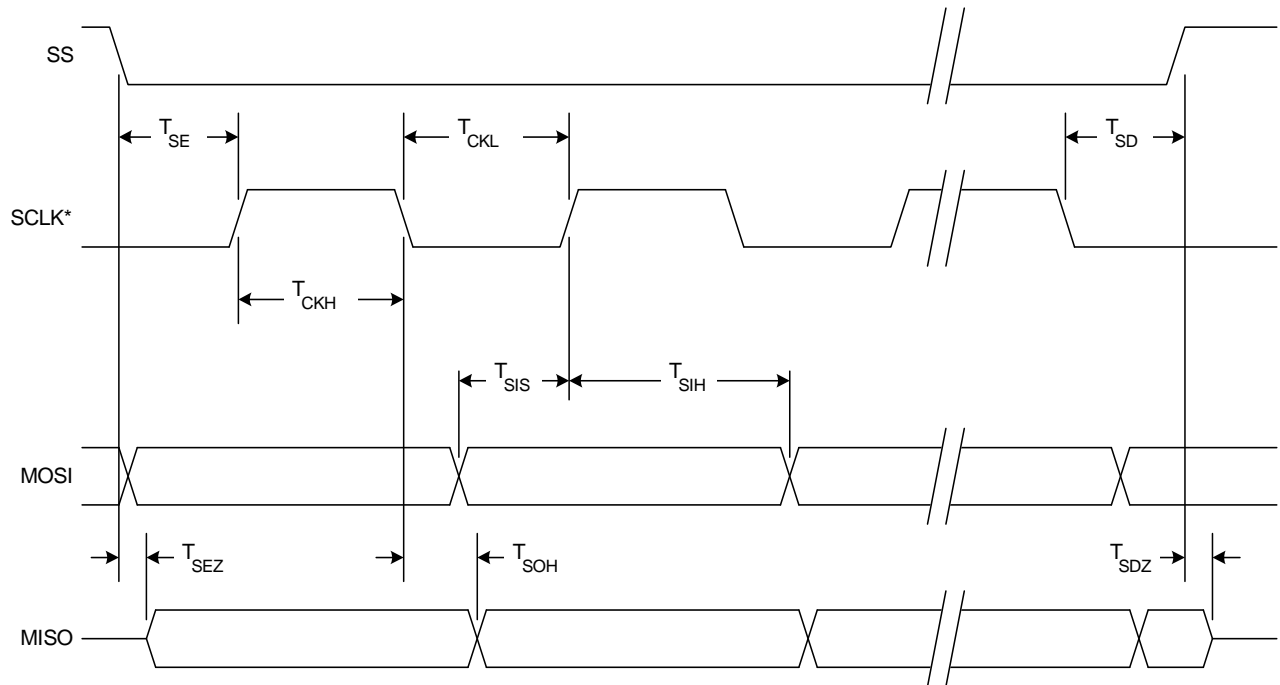 SS
T_SE
T_CKL
T_SD
SCLK*
T_CKH
T_SIS
T_SIH
MOSI
T_SEZ
T_SOH
T_SDZ
MISO